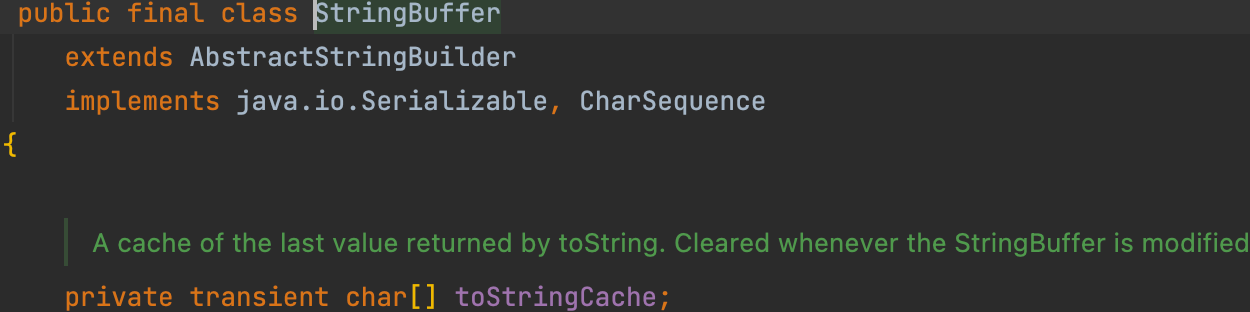 public final class StringBuffer
extends AbstractStringBuilder
implements java.io.Serializable, CharSequence
{
A cache of the last value returned by toString. Cleared whenever the StringBuffer is modified
private transient char[] toStringCache;